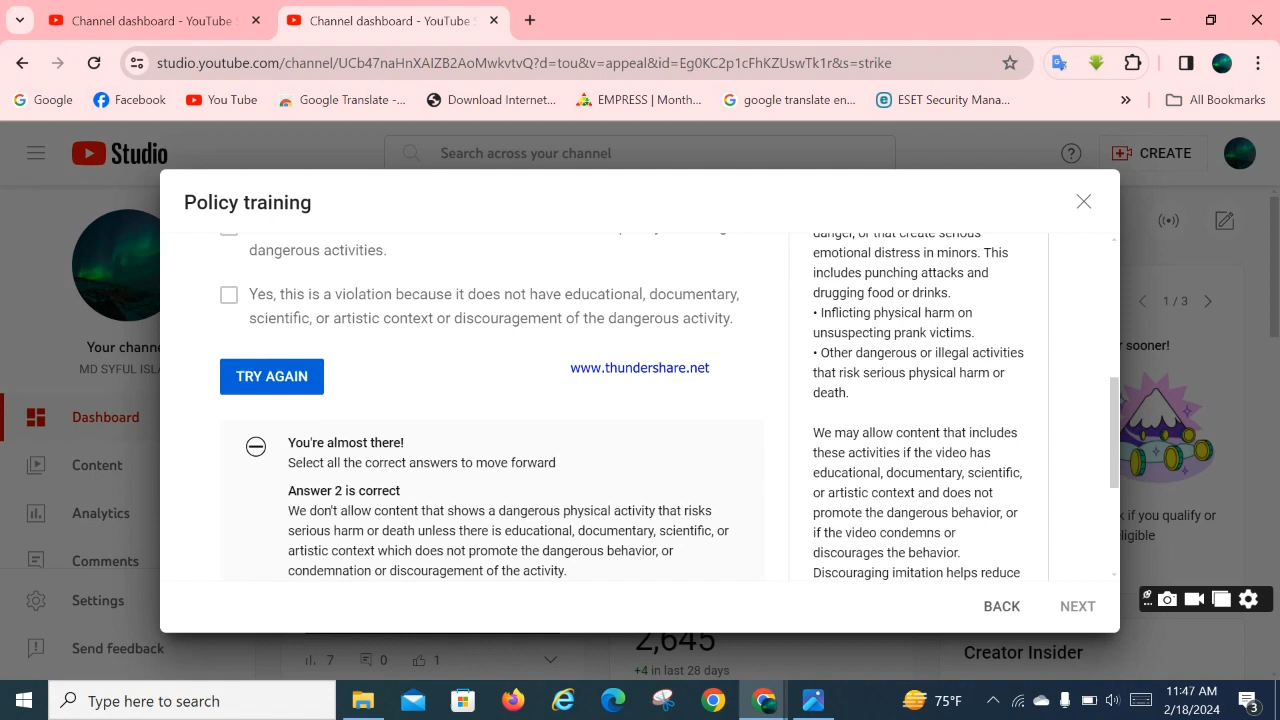 Channel dashboard - YouTube S
Channel dashboard - YouTube S
studio.youtube.com/channel/UCb47naHnXAlZB2AoMwkvtvQ?d=tou&v=appeal&id=Eg0KC2p1cFhKZUswTk1r&s=strike
Google
Facebook
You Tube
Google Translate -...
Download Internet...
EMPRESS | Month...
google translate en...
ESET Security Mana...
All Bookmarks
Studio
Search across your channel
CREATE
Policy training
dangerous activities.
Yes, this is a violation because it does not have educational, documentary,
scientific, or artistic context or discouragement of the dangerous activity.
TRY AGAIN
www.thundershare.net
You're almost there!
Select all the correct answers to move forward
Answer 2 is correct
We don't allow content that shows a dangerous physical activity that risks
serious harm or death unless there is educational, documentary, scientific, or
artistic context which does not promote the dangerous behavior, or
condemnation or discouragement of the activity.
danger, or that create serious
emotional distress in minors. This
includes punching attacks and
drugging food or drinks.
• Inflicting physical harm on
unsuspecting prank victims.
• Other dangerous or illegal activities
that risk serious physical harm or
death.
We may allow content that includes
these activities if the video has
educational, documentary, scientific,
or artistic context and does not
promote the dangerous behavior, or
if the video condemns or
discourages the behavior.
Discouraging imitation helps reduce
BACK
NEXT
Your chann
MD SYFUL ISLA
Dashboard
Content
Analytics
Comments
Settings
Send feedback
1 / 3
sooner!
k if you qualify or
eligible
7
0
1
2,645
+4 in last 28 days
Creator Insider
Type here to search
75°F
11:47 AM
2/18/2024
3